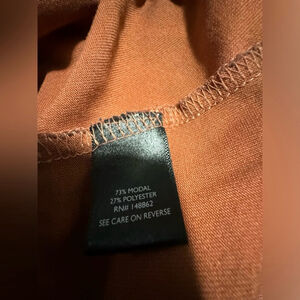 73% MODAL
27% POLYESTER
RN# 148862
SEE CARE ON REVERSE